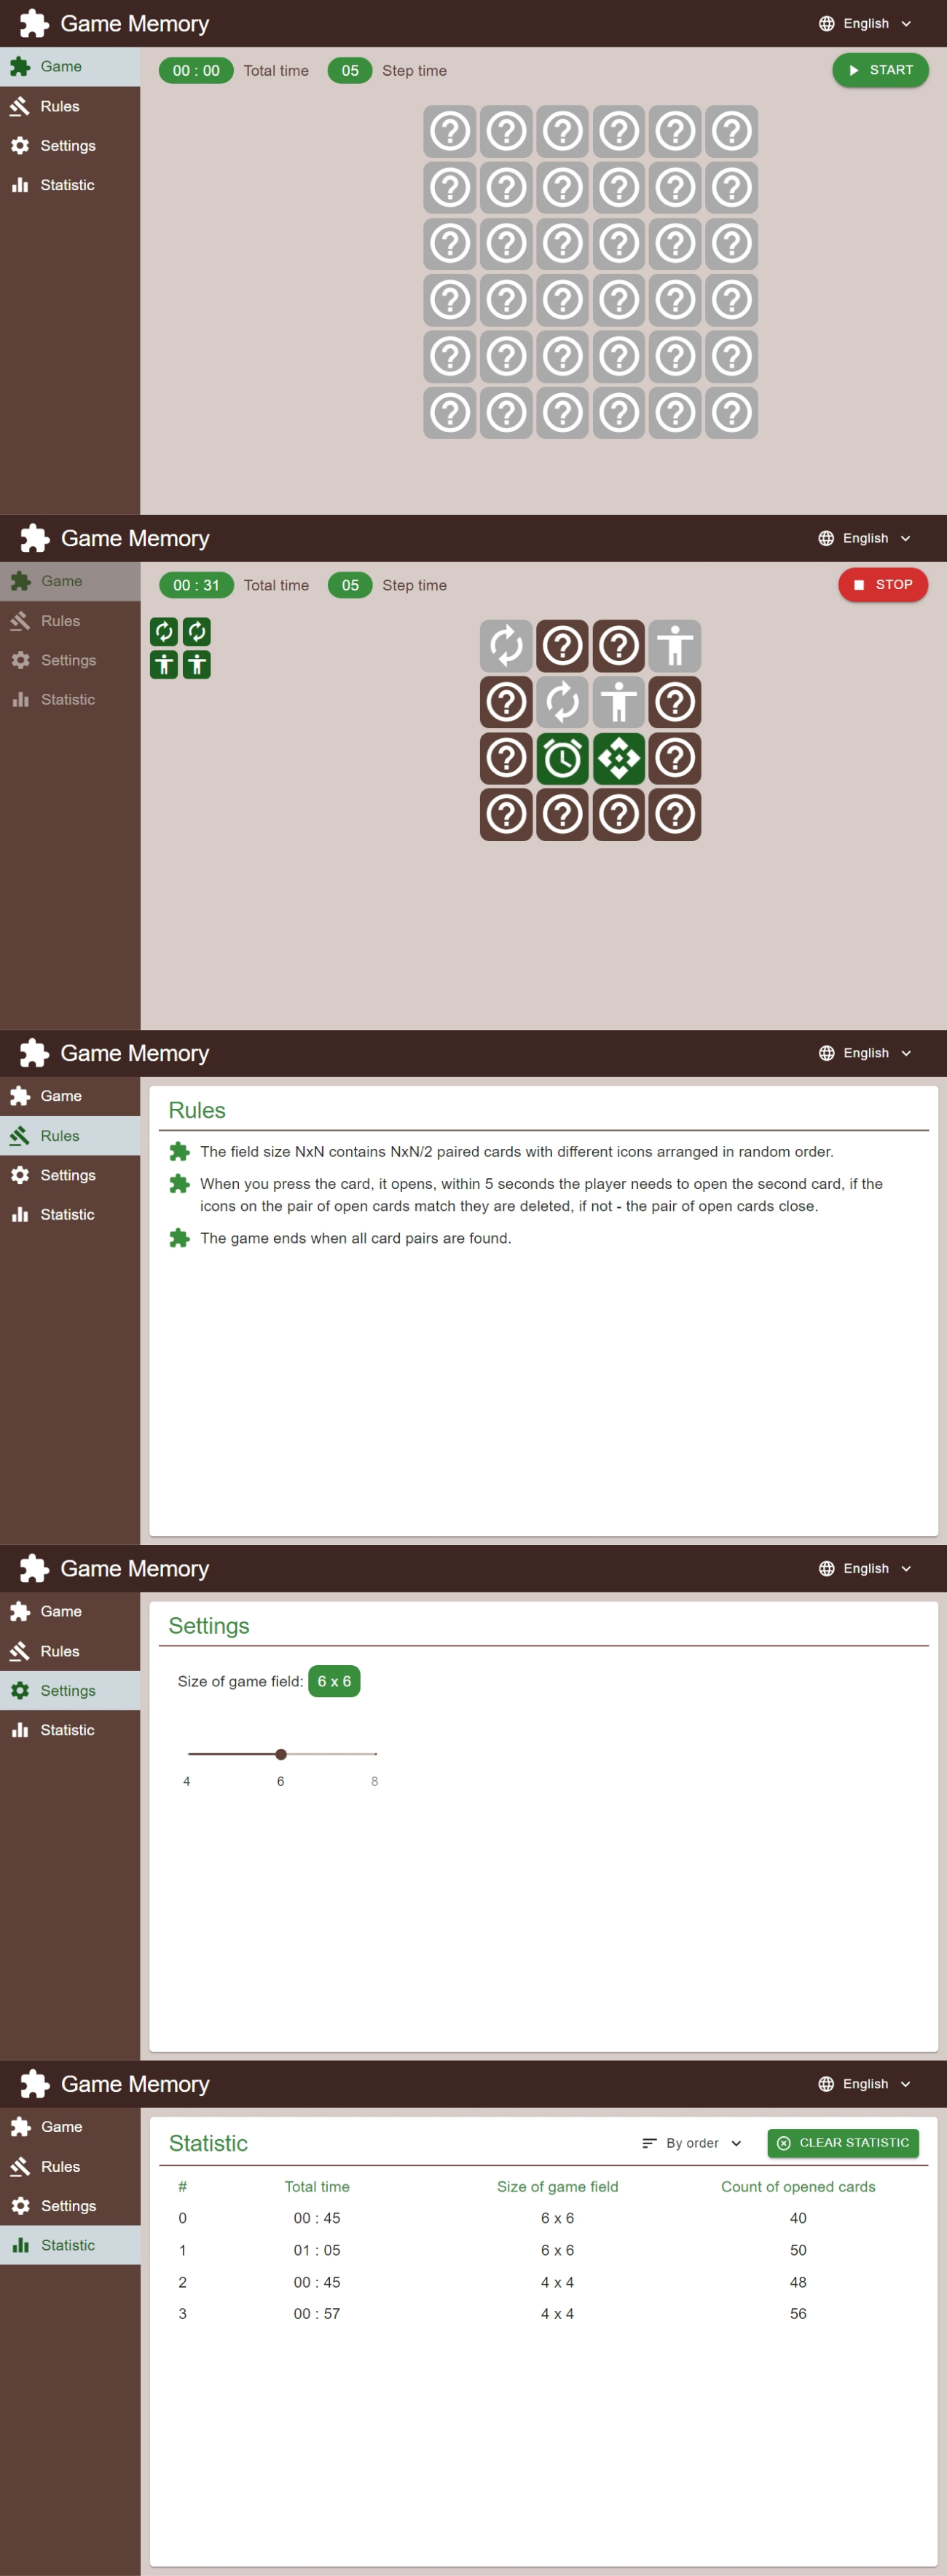 Game Memory
English
Game
00 : 00 Total time 05 Step time
START
Rules
Settings
Statistic
? ? ? ? ? ?
? ? ? ? ? ?
? ? ? ? ? ?
? ? ? ? ? ?
? ? ? ? ? ?
? ? ? ? ? ?
Game Memory
English
Game
00 : 31 Total time 05 Step time
STOP
Rules
Settings
Statistic
? ?
? ?
? ?
? ? ? ?
Game Memory
English
Game
Rules
Settings
Statistic
Rules
The field size NxN contains NxN/2 paired cards with different icons arranged in random order.
When you press the card, it opens, within 5 seconds the player needs to open the second card, if the
icons on the pair of open cards match they are deleted, if not - the pair of open cards close.
The game ends when all card pairs are found.
Game Memory
English
Game
Rules
Settings
Statistic
Settings
Size of game field: 6 x 6
4 6 8
Game Memory
English
Game
Rules
Settings
Statistic
Statistic
By order
CLEAR STATISTIC
# Total time Size of game field Count of opened cards
0 00 : 45 6 x 6 40
1 01 : 05 6 x 6 50
2 00 : 45 4 x 4 48
3 00 : 57 4 x 4 56